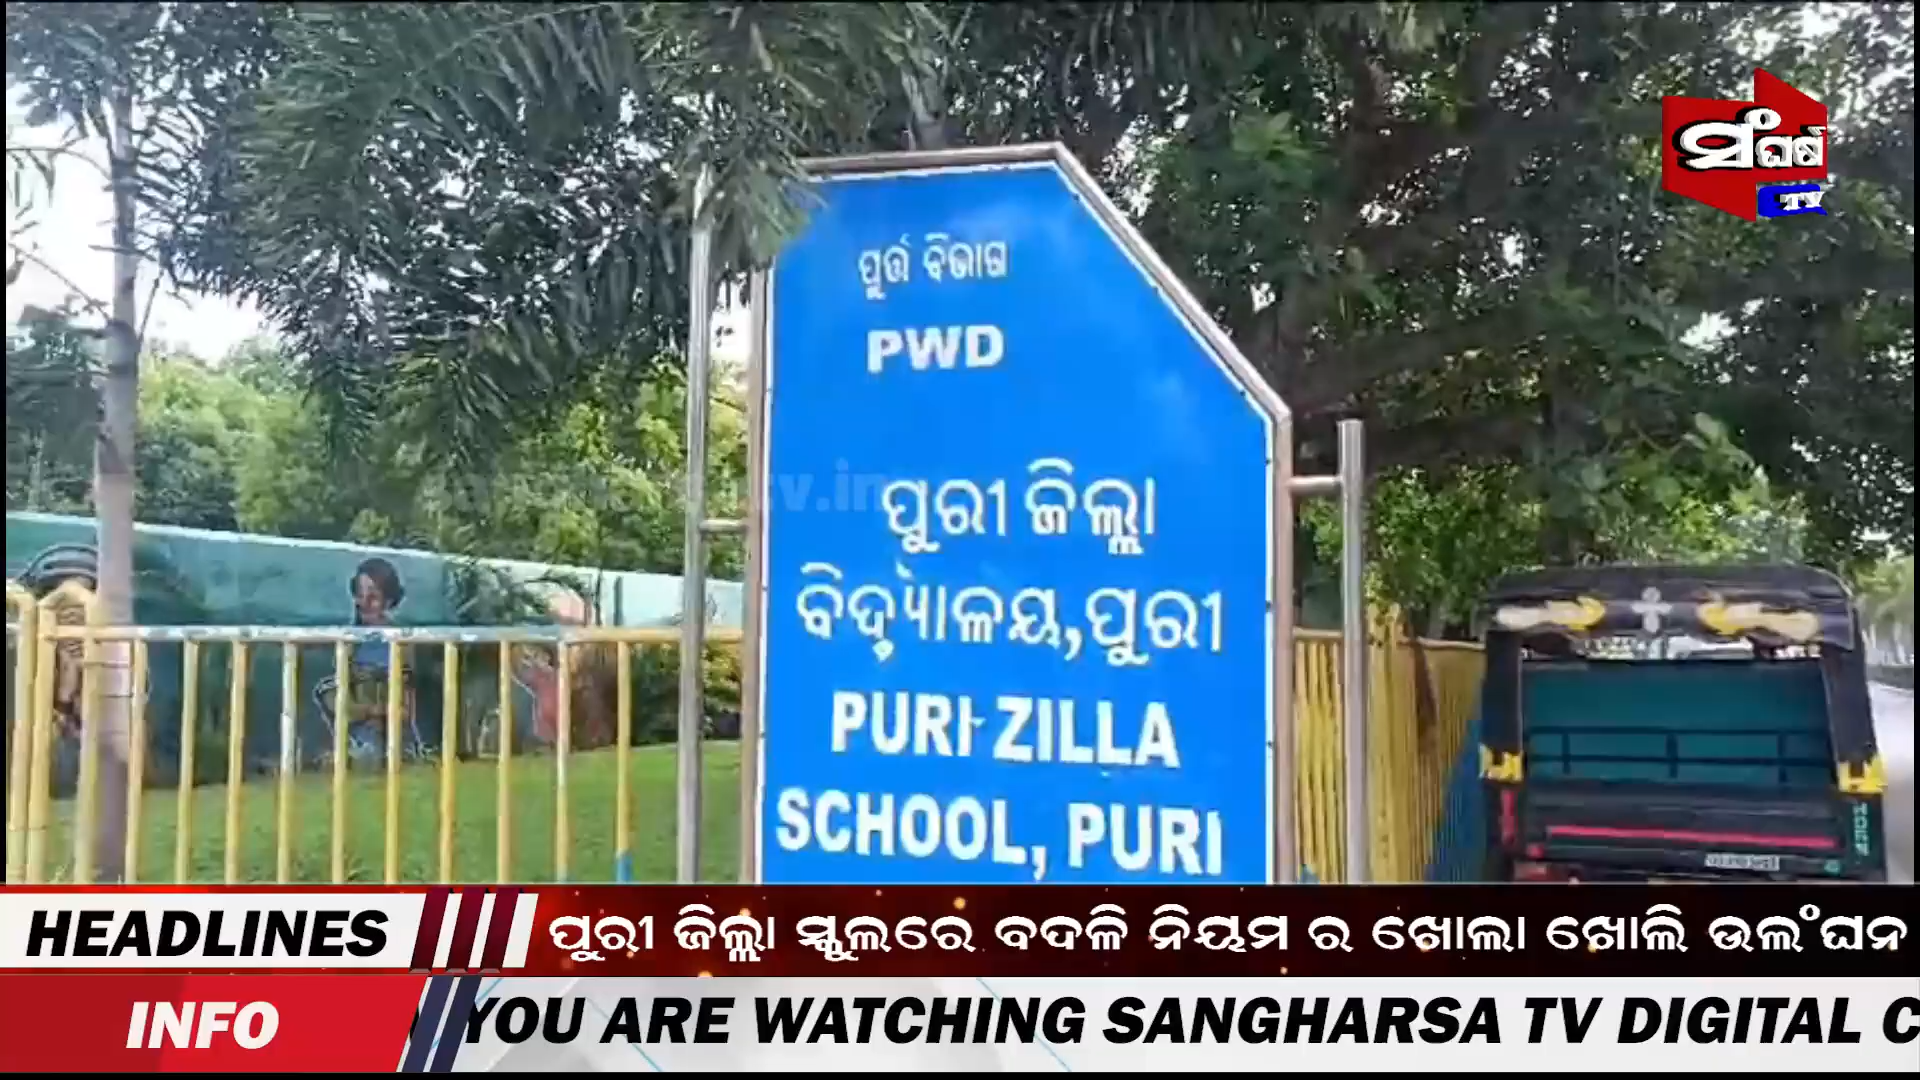 ସଂଘର୍ଷ
TV
ପୂର୍ତ୍ତ ବିଭାଗ
PWD
ପୁରୀ ଜିଲ୍ଲା
ବିଦ୍ୟାଳୟ,ପୁରୀ
PURI ZILLA
SCHOOL, PURI
HEADLINES
ପୁରୀ ଜିଲ୍ଲା ସ୍କୁଲରେ ବଦଳି ନିୟମ ର ଖୋଲା ଖୋଲି ଉଲଂଘନ
INFO
YOU ARE WATCHING SANGHARSA TV DIGITAL C